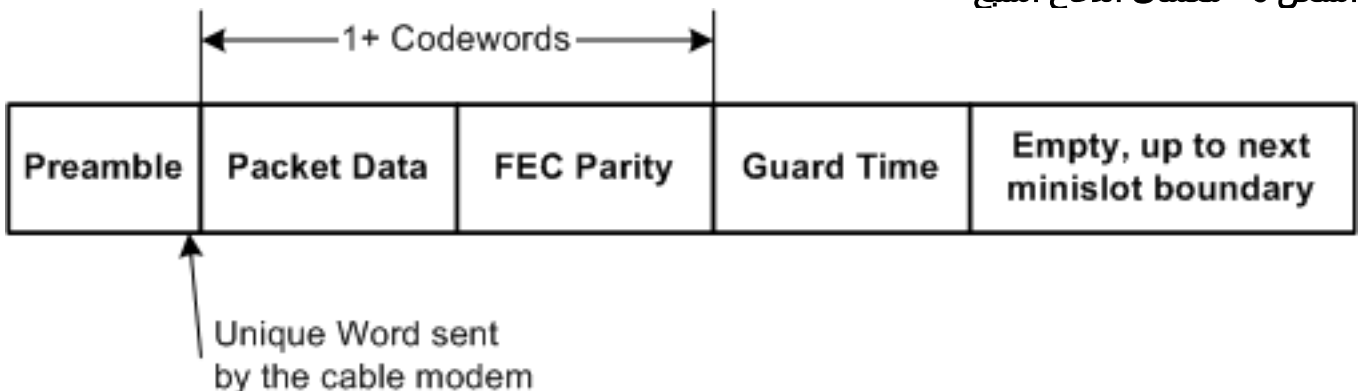 1+ Codewords
Preamble
Packet Data
FEC Parity
Guard Time
Empty, up to next
minislot boundary
Unique Word sent
by the cable modem